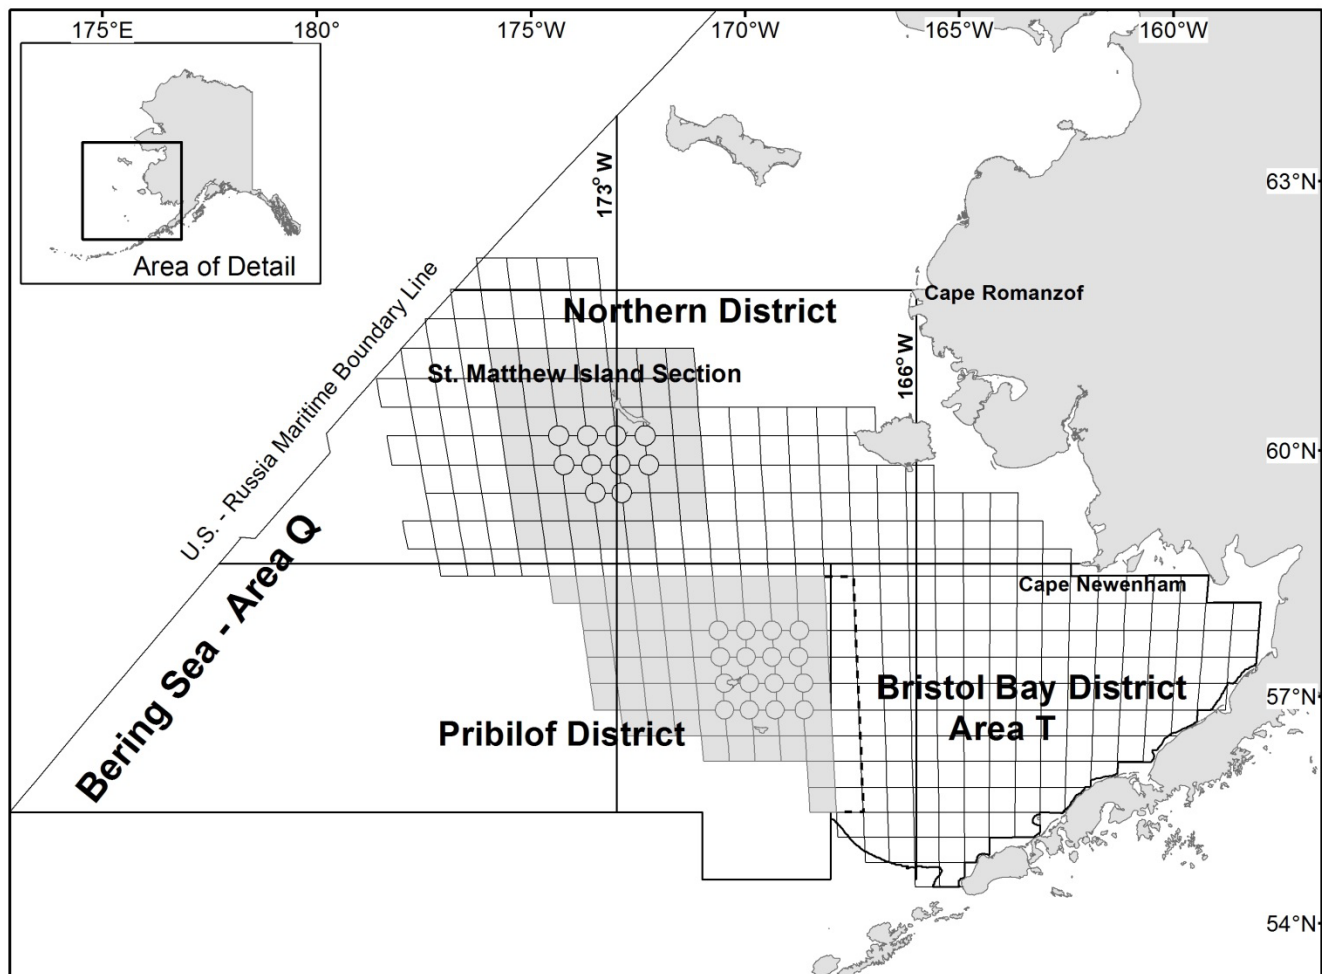 175°E
180°
175°W
170°W
165°W
160°W
Area of Detail
173° W
63°N
U.S. - Russia Maritime Boundary Line
Northern District
Cape Romanzof
166° W
St. Matthew Island Section
60°N
Bering Sea - Area Q
Cape Newenham
Bristol Bay District
Area T
57°N
Pribilof District
54°N